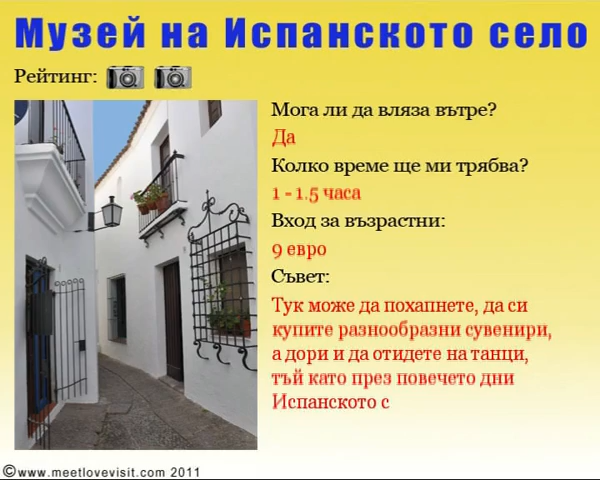 Музей на Испанското село
Рейтинг:
Мога ли да вляза вътре?
Да
Колко време ще ми трябва?
1 - 1.5 часа
Вход за възрастни:
9 евро
Съвет:
Тук може да похапнете, да си
купите разнообразни сувенири,
а дори и да отидете на танци,
тъй като през повечето дни
Испанското с
©www.meetlovevisit.com 2011